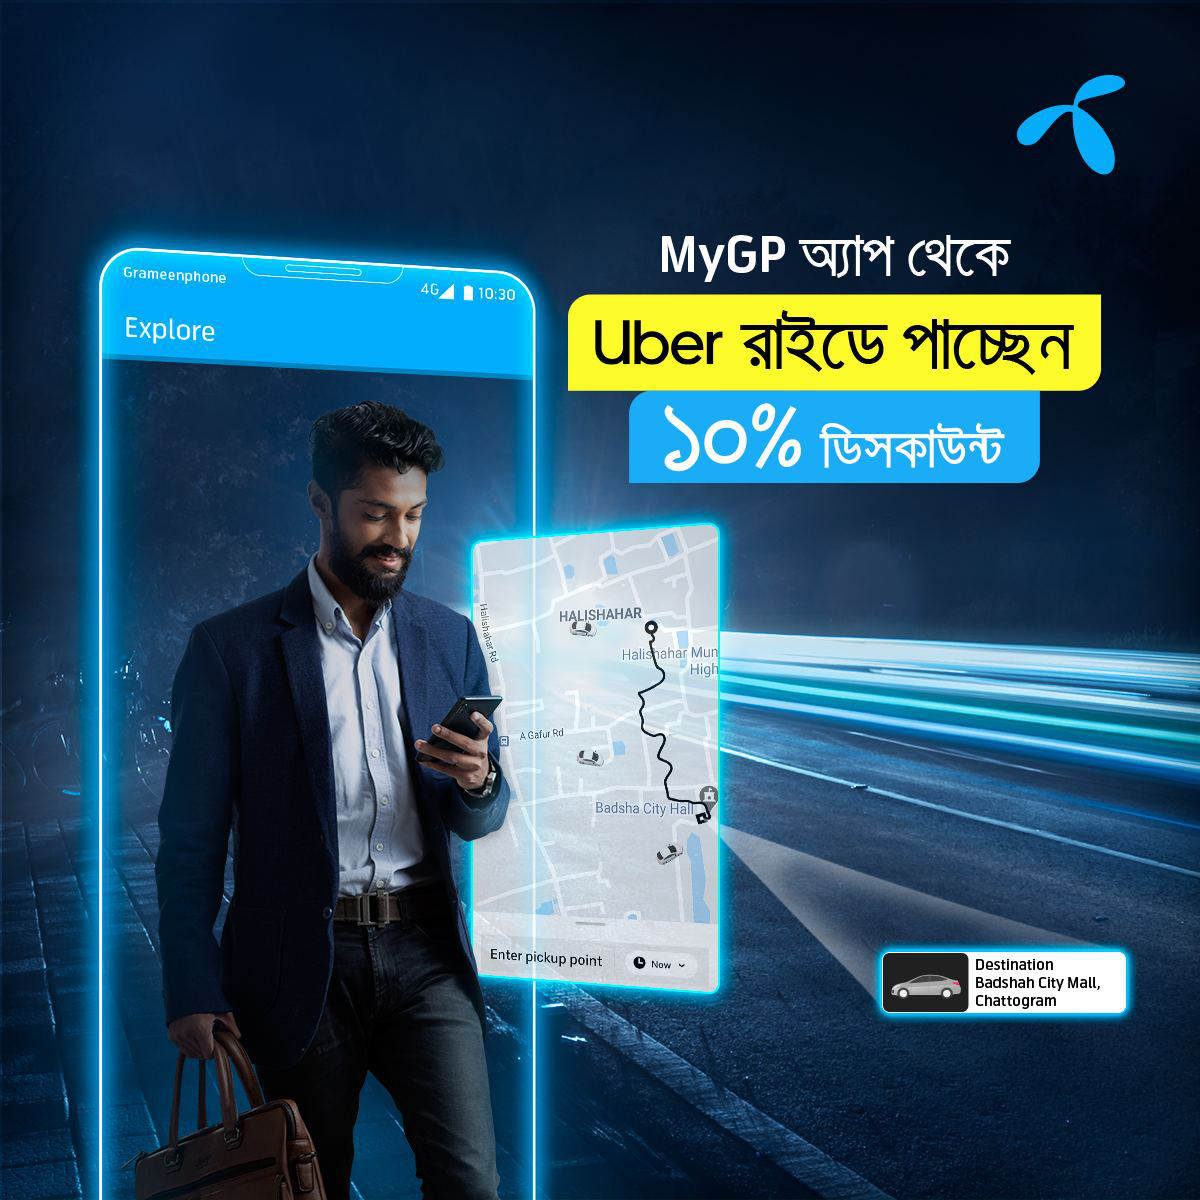 Grameenphone
4G 10:30
Explore
MyGP অ্যাপ থেকে
Uber রাইডে পাচ্ছেন
১০% ডিসকাউন্ট
HALISHAHAR
Halishahar Rd
Halishahar Mun
High
A Gafur Rd
Badsha City Hall
Enter pickup point
Now
Destination
Badshah City Mall,
Chattogram